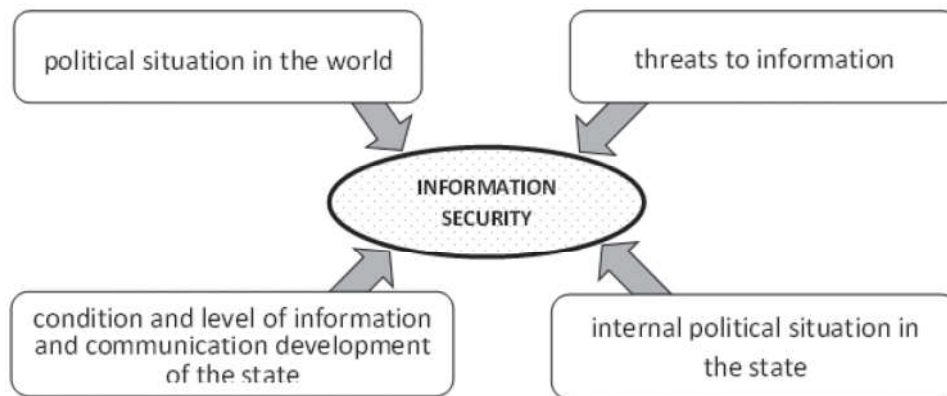 political situation in the world
threats to information
INFORMATION
SECURITY
condition and level of information
and communication development
of the state
internal political situation in
the state